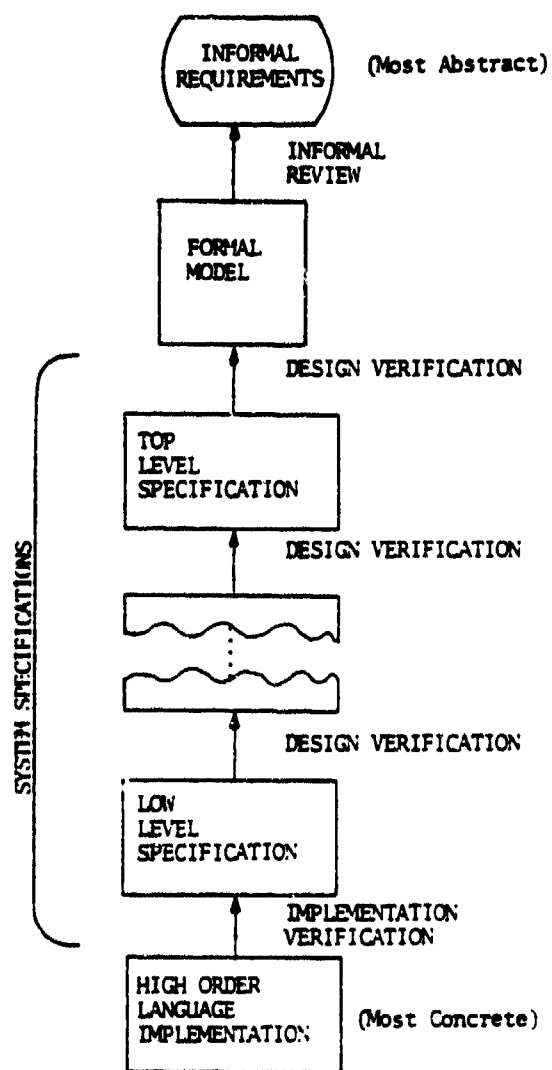 INFORMAL
REQUIREMENTS
(Most Abstract)
INFORMAL
REVIEW
FORMAL
MODEL
DESIGN VERIFICATION
TOP
LEVEL
SPECIFICATION
DESIGN VERIFICATION
SYSTEM SPECIFICATIONS
DESIGN VERIFICATION
LOW
LEVEL
SPECIFICATION
IMPLEMENTATION
VERIFICATION
HIGH ORDER
LANGUAGE
IMPLEMENTATION
(Most Concrete)